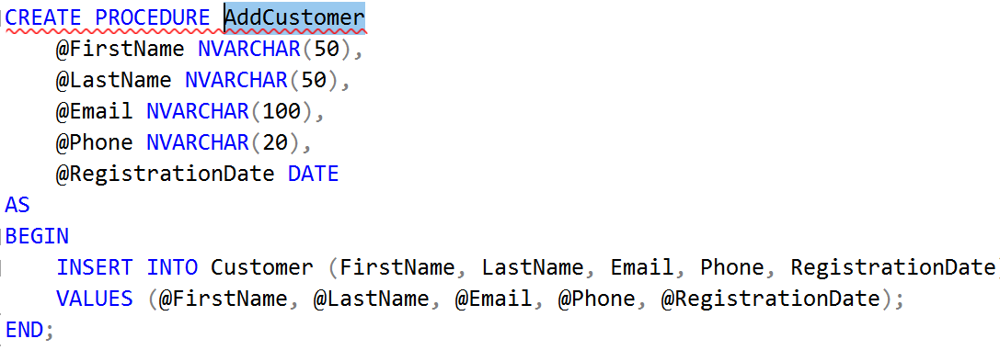 CREATE PROCEDURE AddCustomer
@FirstName NVARCHAR(50),
@LastName NVARCHAR(50),
@Email NVARCHAR(100),
@Phone NVARCHAR(20),
@RegistrationDate DATE
AS
BEGIN
INSERT INTO Customer (FirstName, LastName, Email, Phone, RegistrationDate)
VALUES (@FirstName, @LastName, @Email, @Phone, @RegistrationDate);
END;